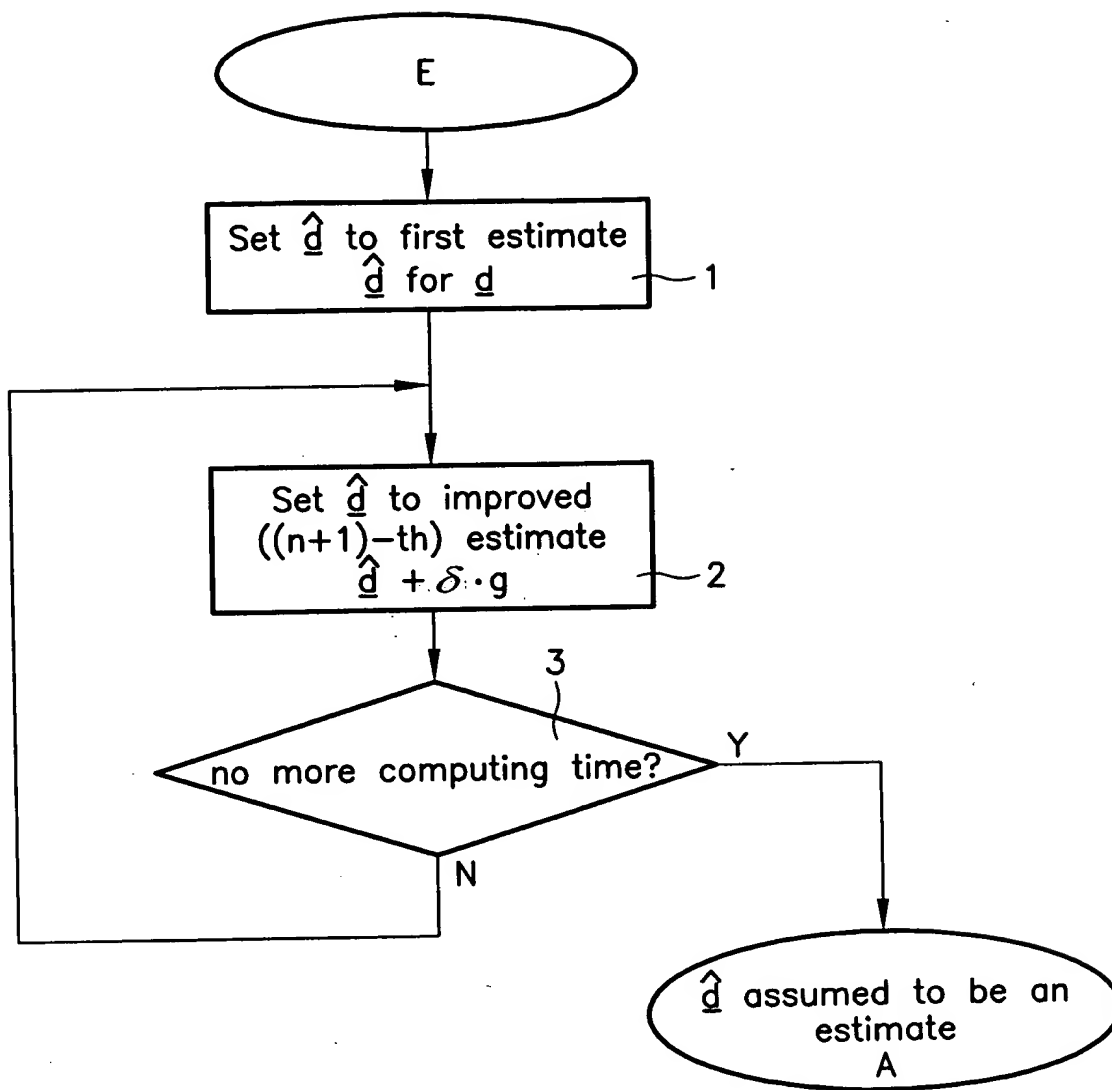 E
Set d̲̂ to first estimate
d̲̂ for d̲
1
Set d̲̂ to improved
((n+1)-th) estimate
d̲̂ + δ · g
2
3
no more computing time?
Y
N
d̲̂ assumed to be an
estimate
A